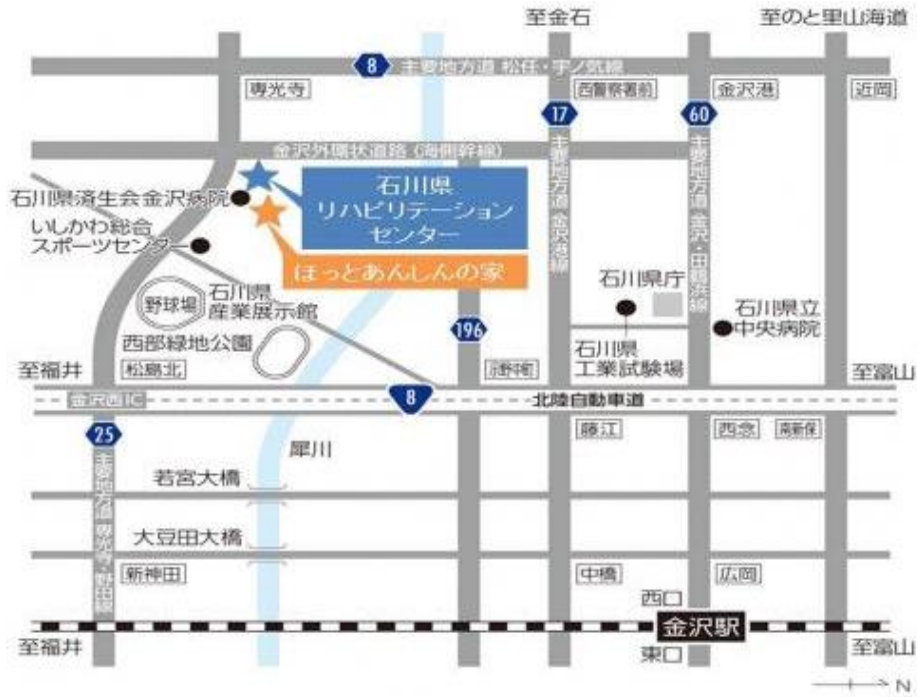 至金石
至のと里山海道
8
主要地方道 松任・宇ノ気線
専光寺
西警察署前
金沢港
近岡
17
60
金沢外環状道路(海側幹線)
石川県
リハビリテーション
センター
石川県済生会金沢病院
いしかわ総合
スポーツセンター
ほっとあんしんの家
主要地方道 金沢港線
主要地方道 金沢・田鶴浜線
石川県庁
石川県立
中央病院
野球場
石川県
産業展示館
西部緑地公園
196
石川県
工業試験場
至福井
松島北
至富山
金沢西IC
8
北陸自動車道
25
藤江
西念
南新保
犀川
若宮大橋
主要地方道 専光寺・野田線
大豆田大橋
新神田
中橋
広岡
西口
金沢駅
至福井
東口
至富山
N